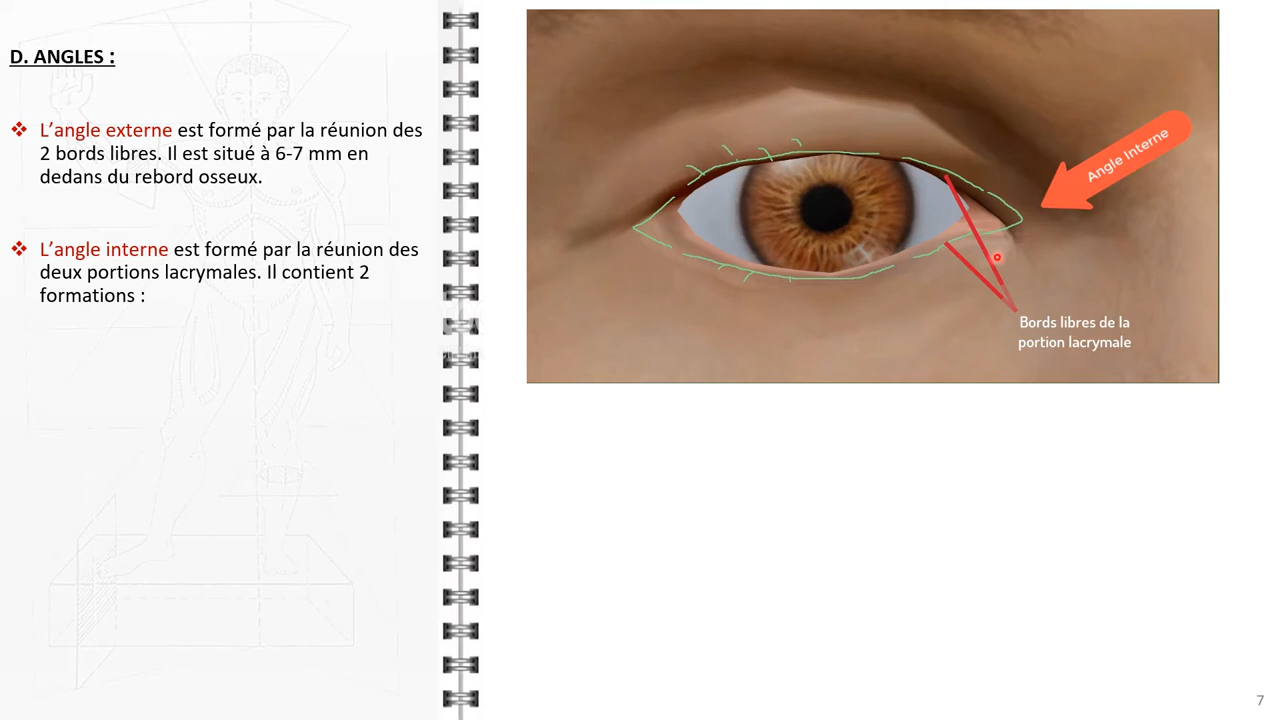 D. ANGLES :
❖ L’angle externe est formé par la réunion des
2 bords libres. Il est situé à 6-7 mm en
dedans du rebord osseux.
❖ L’angle interne est formé par la réunion des
deux portions lacrymales. Il contient 2
formations :
Angle Interne
Bords libres de la
portion lacrymale
7